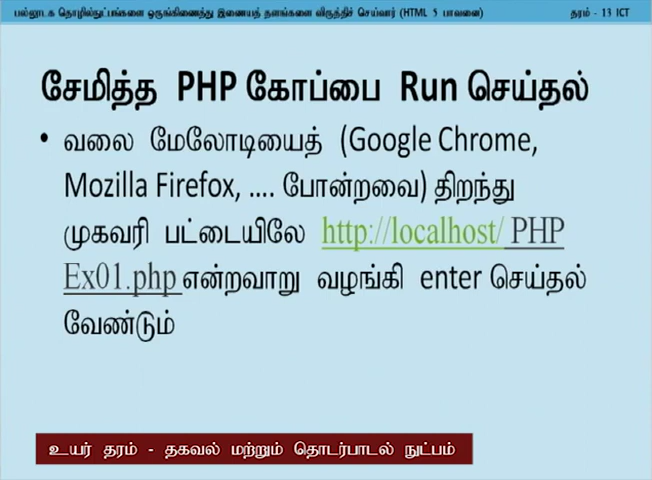 பல்லூடக தொழில்நுட்பங்களை ஒருங்கிணைத்து இணையத் தளங்களை விருத்திச் செய்வார் (HTML 5 பாவனை)
தரம் - 13 ICT
சேமித்த PHP கோப்பை Run செய்தல்
• வலை மேலோடியைத் (Google Chrome,
Mozilla Firefox, .... போன்றவை) திறந்து
முகவரி பட்டையிலே http://localhost/ PHP
Ex01.php என்றவாறு வழங்கி enter செய்தல்
வேண்டும்
உயர் தரம் - தகவல் மற்றும் தொடர்பாடல் நுட்பம்